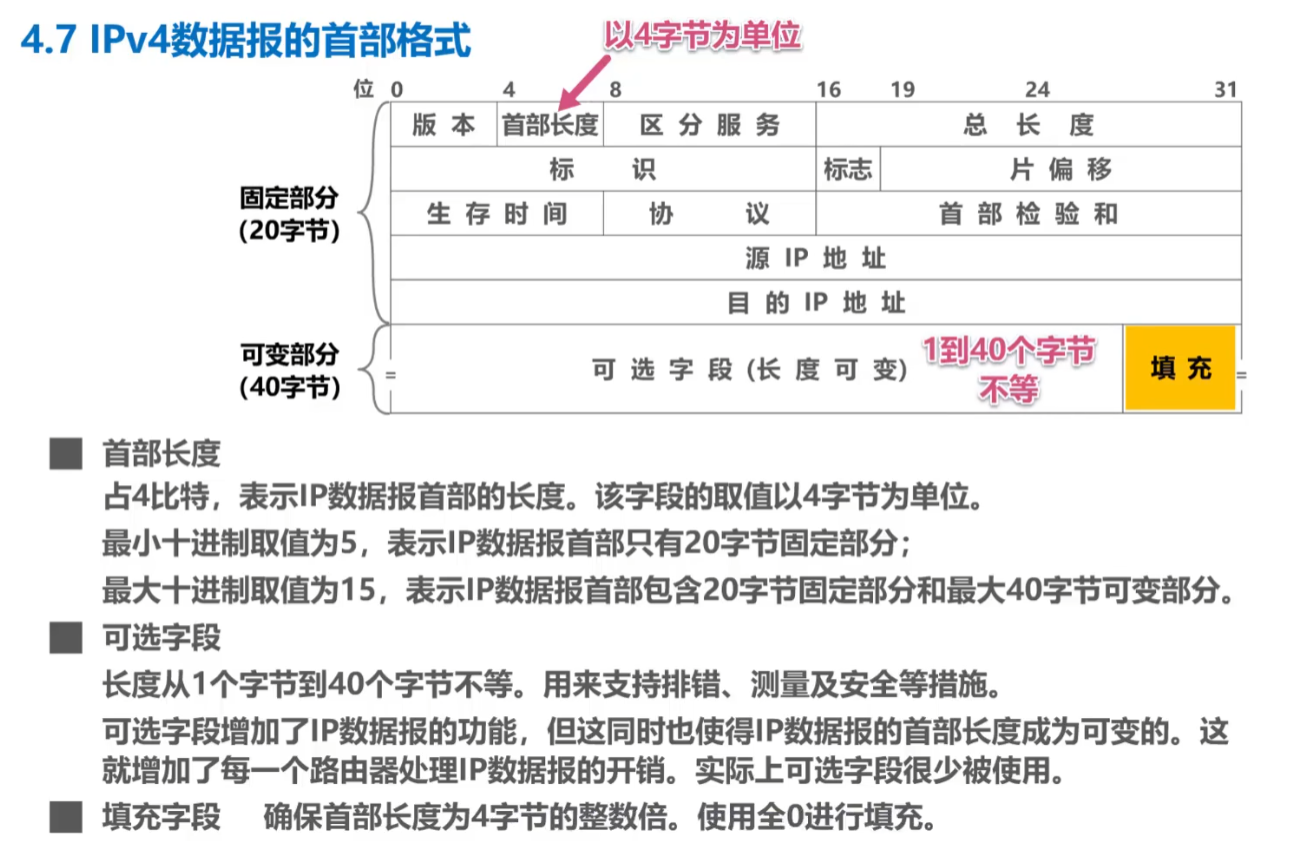 4.7 IPv4数据报的首部格式
以4字节为单位
位 0 4 8 16 19 24 31
版本 首部长度 区分服务 总长度
标识 标志 片偏移
固定部分
(20字节)
生存时间 协议 首部检验和
源IP地址
目的IP地址
可变部分
(40字节)
可选字段(长度可变) 1到40个字节
不等
填充
首部长度
占4比特，表示IP数据报首部的长度。该字段的取值以4字节为单位。
最小十进制取值为5，表示IP数据报首部只有20字节固定部分；
最大十进制取值为15，表示IP数据报首部包含20字节固定部分和最大40字节可变部分。
可选字段
长度从1个字节到40个字节不等。用来支持排错、测量及安全等措施。
可选字段增加了IP数据报的功能，但这同时也使得IP数据报的首部长度成为可变的。这
就增加了每一个路由器处理IP数据报的开销。实际上可选字段很少被使用。
填充字段 确保首部长度为4字节的整数倍。使用全0进行填充。